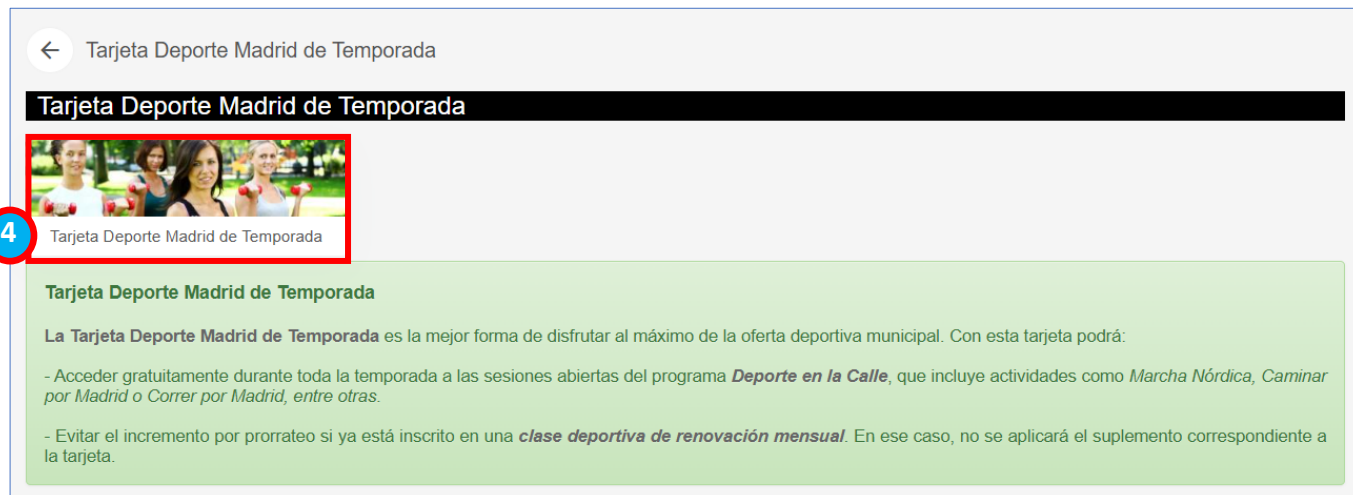 Tarjeta Deporte Madrid de Temporada
Tarjeta Deporte Madrid de Temporada
4
Tarjeta Deporte Madrid de Temporada
Tarjeta Deporte Madrid de Temporada
La Tarjeta Deporte Madrid de Temporada es la mejor forma de disfrutar al máximo de la oferta deportiva municipal. Con esta tarjeta podrá:
- Acceder gratuitamente durante toda la temporada a las sesiones abiertas del programa Deporte en la Calle, que incluye actividades como Marcha Nórdica, Caminar
por Madrid o Correr por Madrid, entre otras.
- Evitar el incremento por prorrateo si ya está inscrito en una clase deportiva de renovación mensual. En ese caso, no se aplicará el suplemento correspondiente a
la tarjeta.